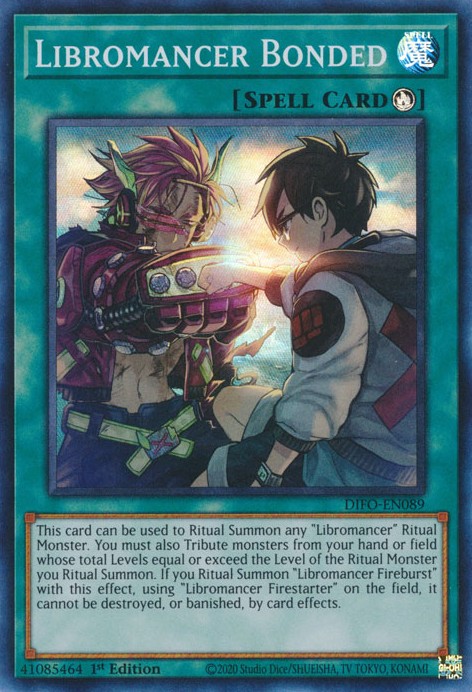 LIBROMANCER BONDED
SPELL
魔
[SPELL CARD]
DIFO-EN089
This card can be used to Ritual Summon any "Libromancer" Ritual
Monster. You must also Tribute monsters from your hand or field
whose total Levels equal or exceed the Level of the Ritual Monster
you Ritual Summon. If you Ritual Summon "Libromancer Fireburst"
with this effect, using "Libromancer Firestarter" on the field, it
cannot be destroyed, or banished, by card effects.
41085464 1st Edition ©2020 Studio Dice/SHUEISHA, TV TOKYO, KONAMI